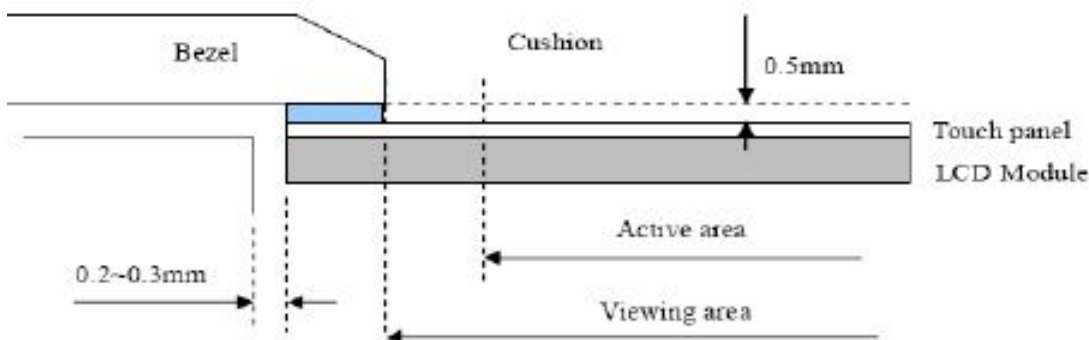 Bezel
Cushion
0.5mm
Touch panel
LCD Module
Active area
0.2~0.3mm
Viewing area